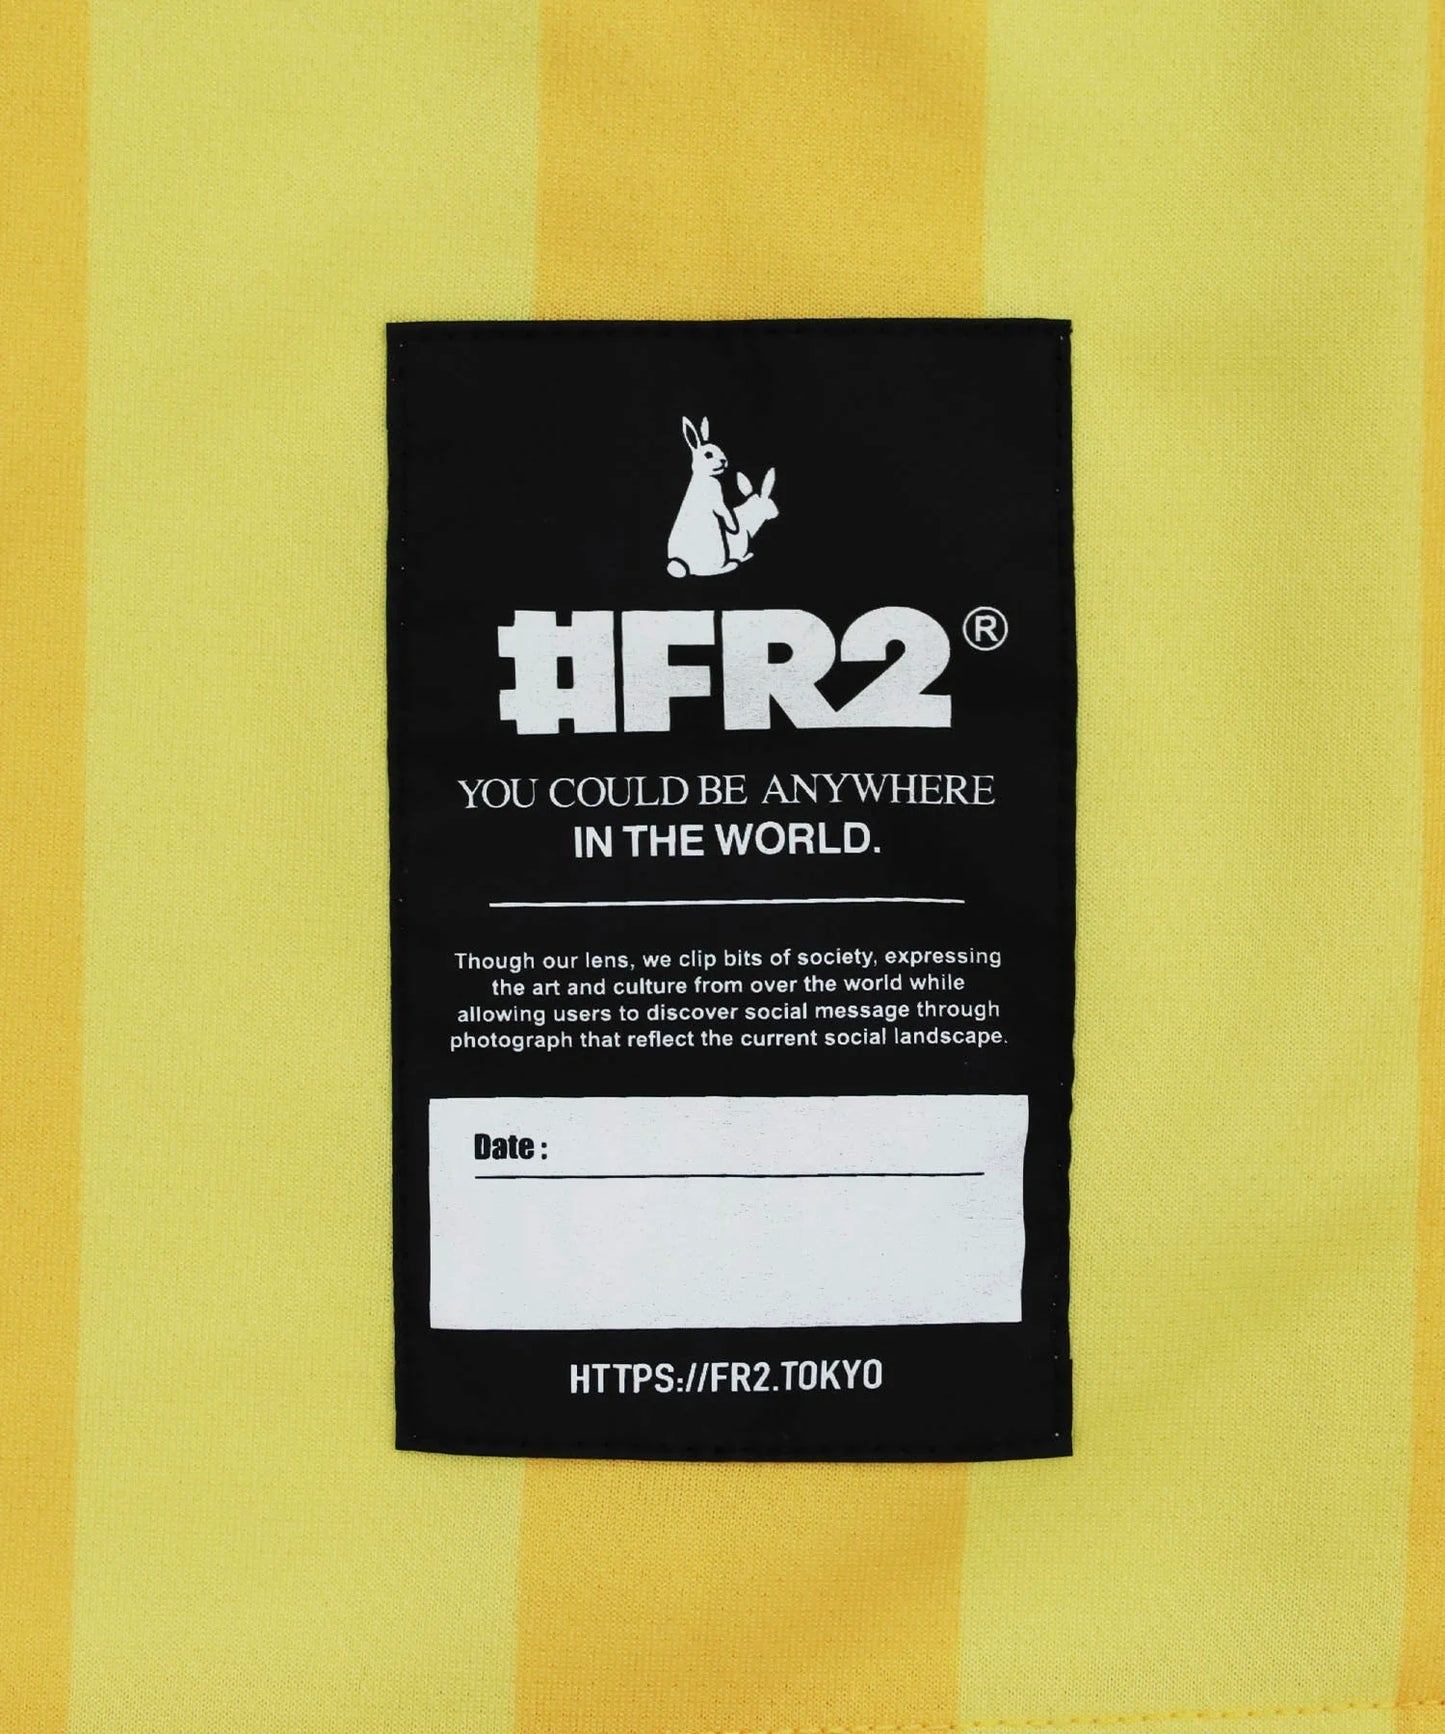 #FR2®
YOU COULD BE ANYWHERE
IN THE WORLD.
Though our lens, we clip bits of society, expressing
the art and culture from over the world while
allowing users to discover social message through
photograph that reflect the current social landscape.
Date :
HTTPS://FR2.TOKYO